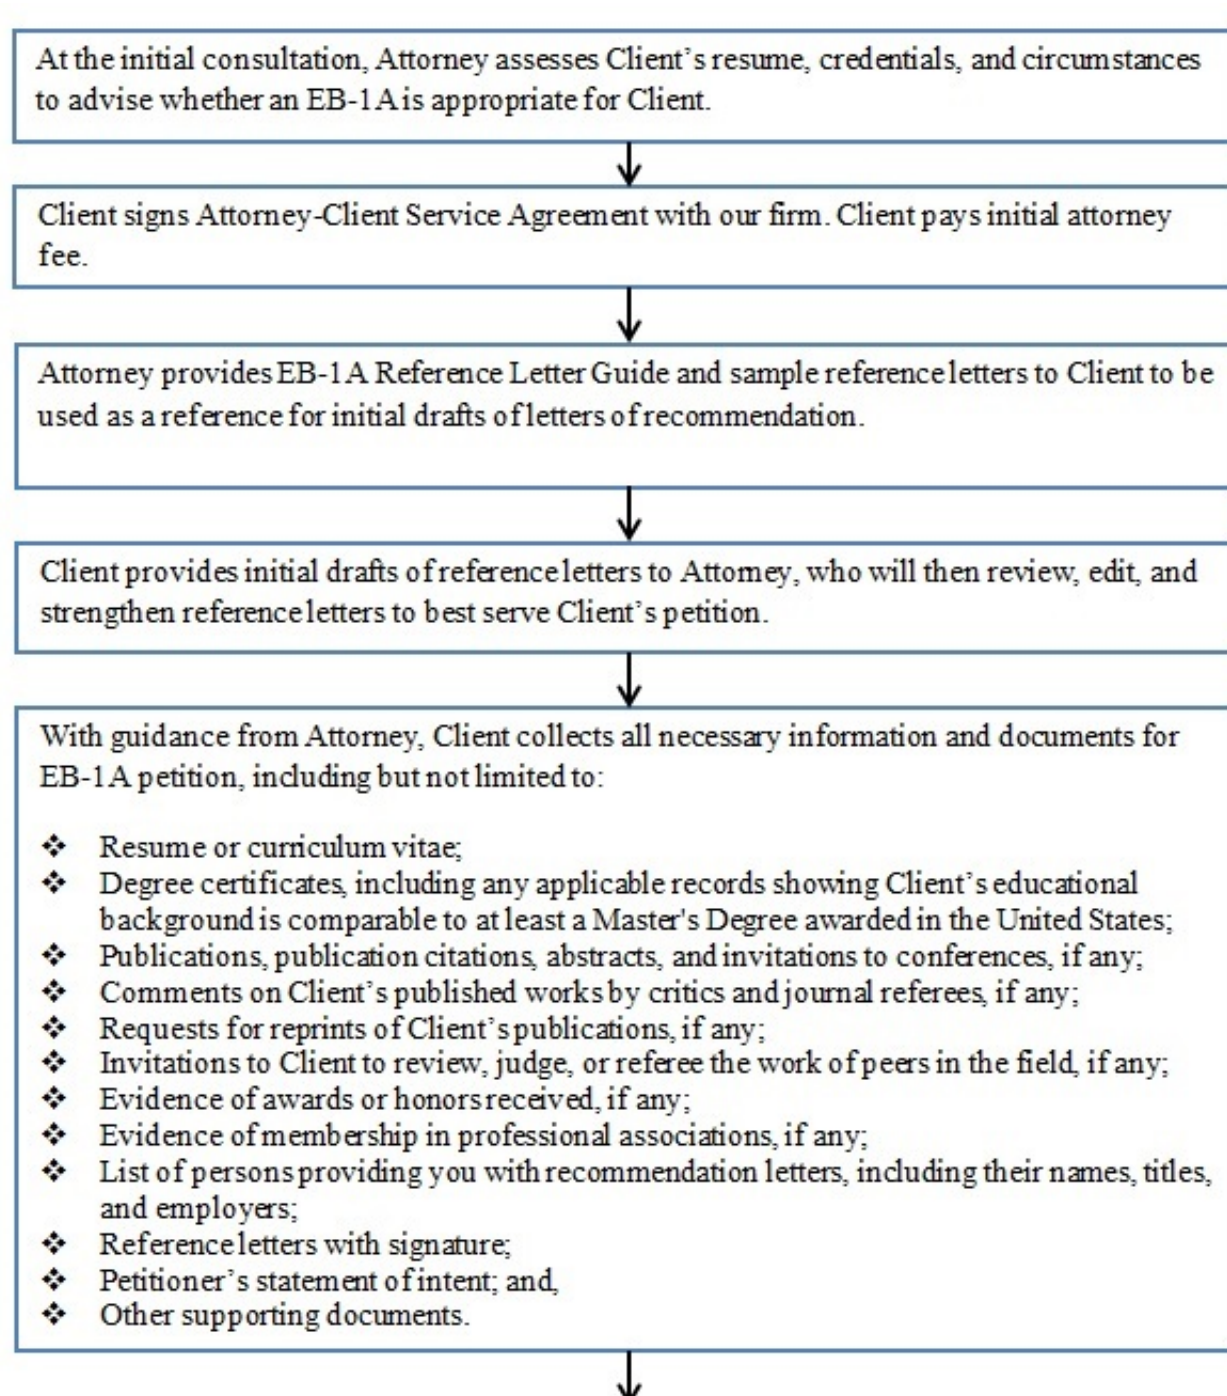 At the initial consultation, Attorney assesses Client's resume, credentials, and circumstances
to advise whether an EB-1A is appropriate for Client.
Client signs Attorney-Client Service Agreement with our firm. Client pays initial attorney
fee.
Attorney provides EB-1A Reference Letter Guide and sample reference letters to Client to be
used as a reference for initial drafts of letters of recommendation.
Client provides initial drafts of reference letters to Attorney, who will then review, edit, and
strengthen reference letters to best serve Client's petition.
With guidance from Attorney, Client collects all necessary information and documents for
EB-1A petition, including but not limited to:
❖ Resume or curriculum vitae;
❖ Degree certificates, including any applicable records showing Client's educational
background is comparable to at least a Master's Degree awarded in the United States;
❖ Publications, publication citations, abstracts, and invitations to conferences, if any;
❖ Comments on Client's published works by critics and journal referees, if any;
❖ Requests for reprints of Client's publications, if any;
❖ Invitations to Client to review, judge, or referee the work of peers in the field, if any;
❖ Evidence of awards or honors received, if any;
❖ Evidence of membership in professional associations, if any;
❖ List of persons providing you with recommendation letters, including their names, titles,
and employers;
❖ Reference letters with signature;
❖ Petitioner's statement of intent; and,
❖ Other supporting documents.